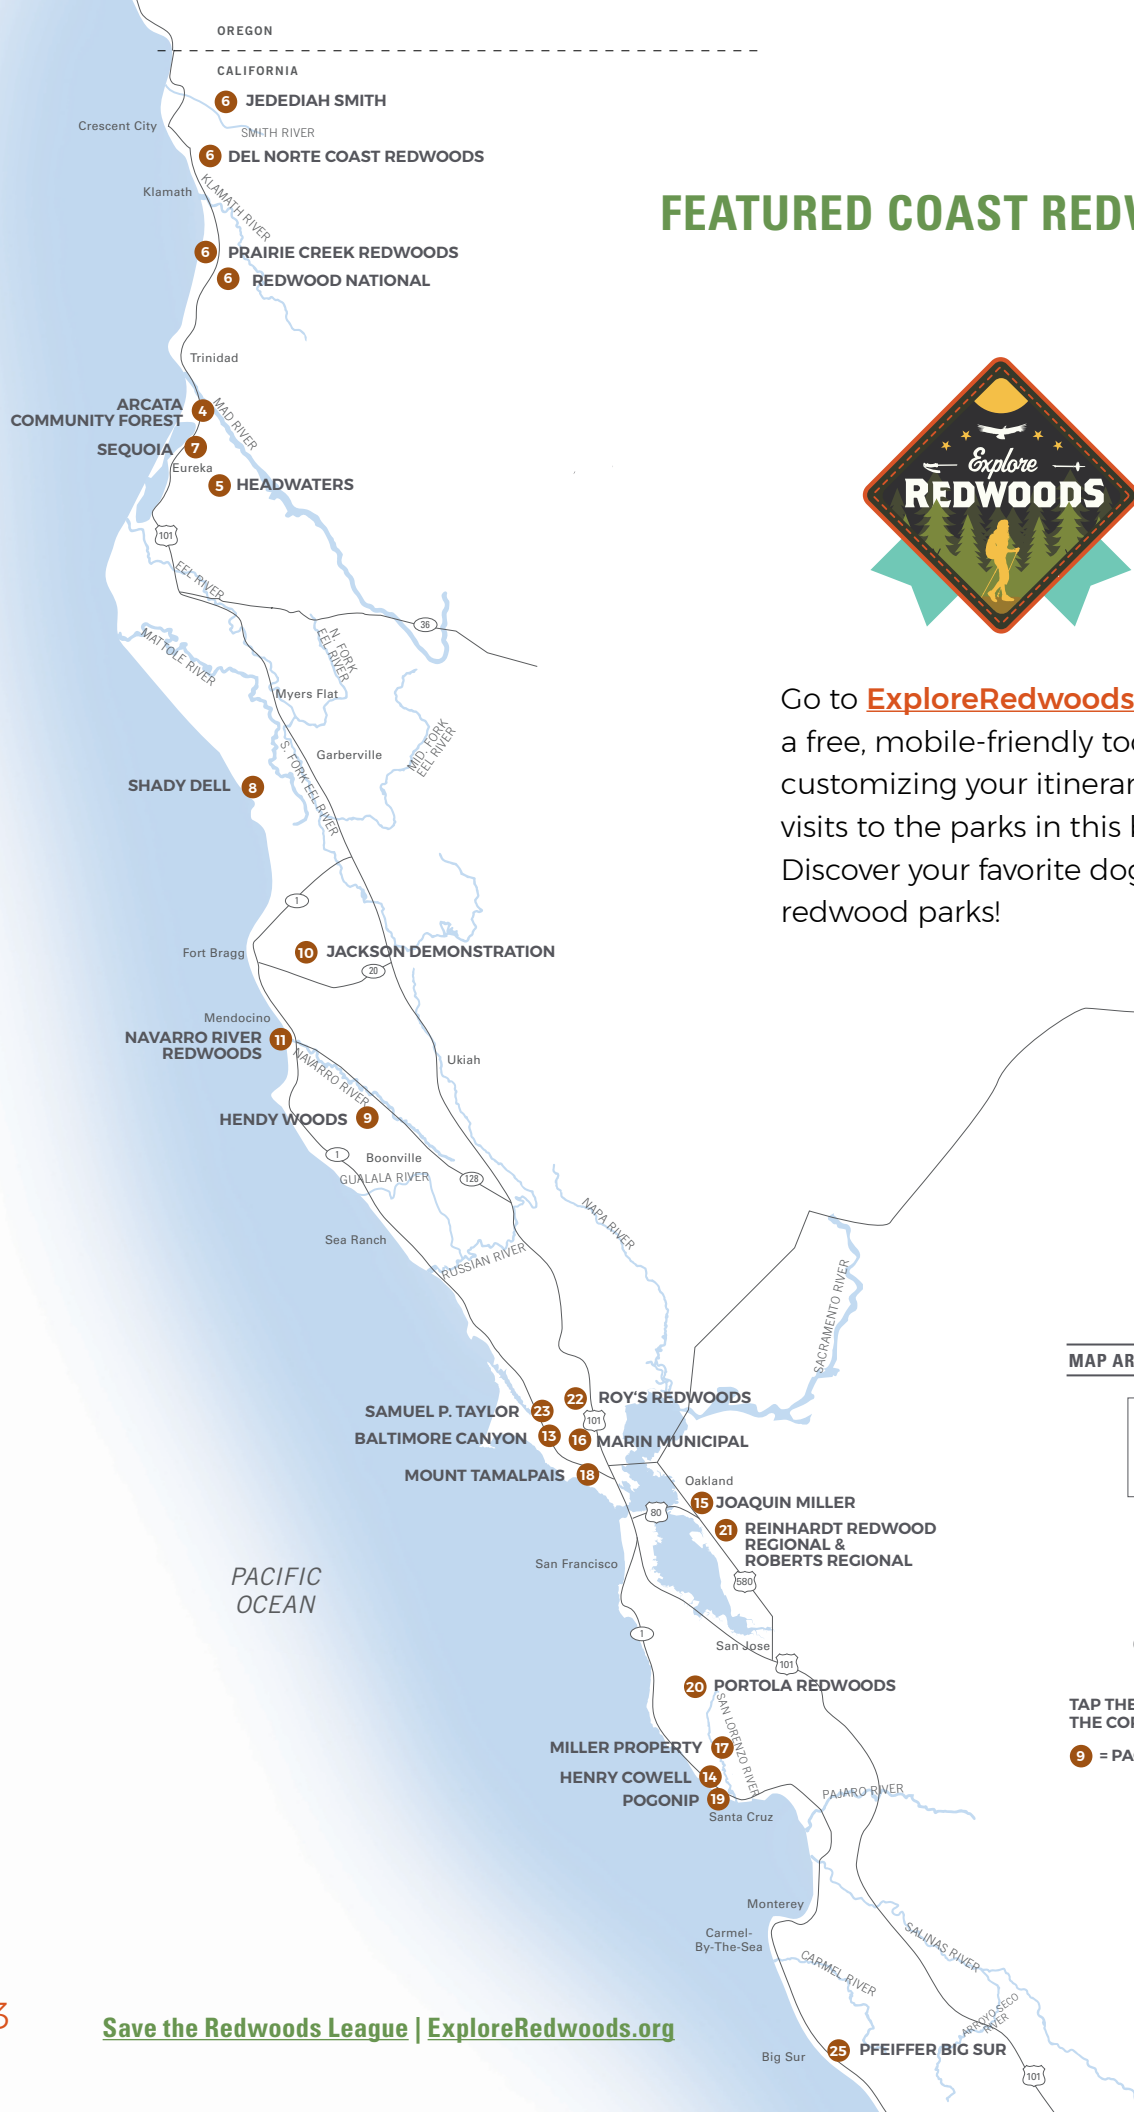 OREGON
CALIFORNIA
6 JEDEDIAH SMITH
Crescent City
SMITH RIVER
6 DEL NORTE COAST REDWOODS
Klamath
KLAMATH RIVER
FEATURED COAST
6 PRAIRIE CREEK REDWOODS
6 REDWOOD NATIONAL
Trinidad
ARCATA
COMMUNITY FOREST 4
MAD RIVER
SEQUOIA 7
Eureka
5 HEADWATERS
Explore
REDWOODS
101
EEL RIVER
36
N. FORK
EEL RIVER
MATTOLE RIVER
Myers Flat
Go to ExploreRedwoods
a free, mobile-friendly
customizing your
visits to the parks in this
Discover your favorite
redwood parks!
Garberville
MID. FORK
EEL RIVER
S. FORK EEL RIVER
SHADY DELL 8
1
Fort Bragg
10 JACKSON DEMONSTRATION
20
Mendocino
NAVARRO RIVER
REDWOODS 11
NAVARRO RIVER
Ukiah
HENDY WOODS 9
1
Boonville
GUALALA RIVER
128
Sea Ranch
RUSSIAN RIVER
NAPA RIVER
SACRAMENTO RIVER
MAP
22 ROY'S REDWOODS
SAMUEL P. TAYLOR 23
101
BALTIMORE CANYON 13
16 MARIN MUNICIPAL
MOUNT TAMALPAIS 18
Oakland
15 JOAQUIN MILLER
80
21 REINHARDT REDWOOD
REGIONAL &
ROBERTS REGIONAL
San Francisco
580
PACIFIC
OCEAN
1
San Jose
101
20 PORTOLA REDWOODS
SAN LORENZO RIVER
TAP THE
THE
9 =
MILLER PROPERTY 17
HENRY COWELL 14
POGONIP 19
Santa Cruz
PAJARO RIVER
Monterey
Carmel-
By-The-Sea
SALINAS RIVER
CARMEL RIVER
ARROYO SECO
RIVER
3
Save the Redwoods League | ExploreRedwoods.org
Big Sur
25 PFEIFFER BIG SUR
101